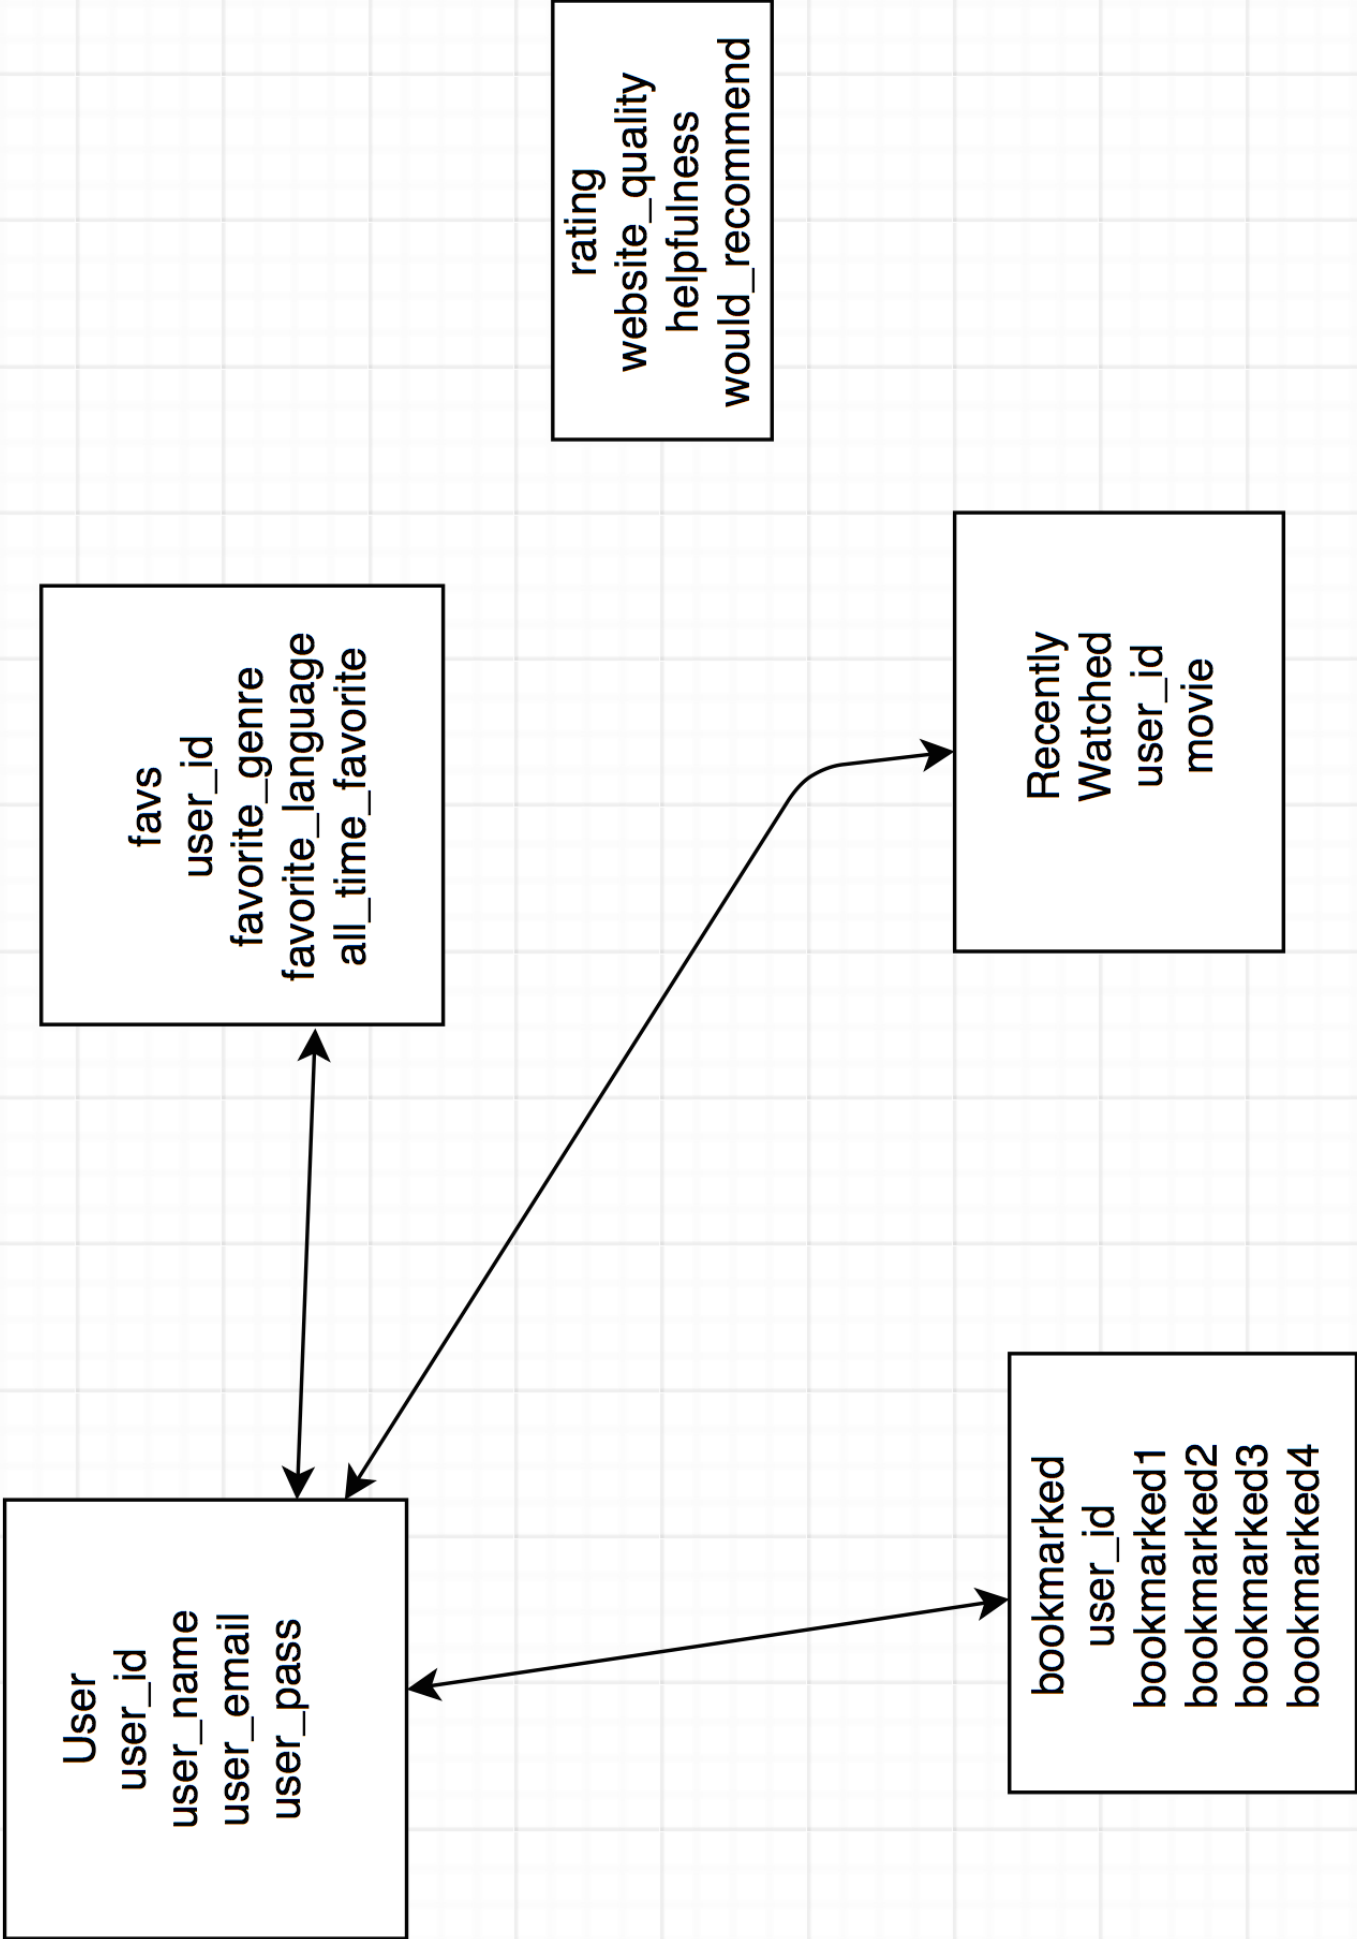 User
user_id
user_name
user_email
user_pass
favs
user_id
favorite_genre
favorite_language
all_time_favorite
rating
website_quality
helpfulness
would_recommend
bookmarked
user_id
bookmarked1
bookmarked2
bookmarked3
bookmarked4
Recently
Watched
user_id
movie